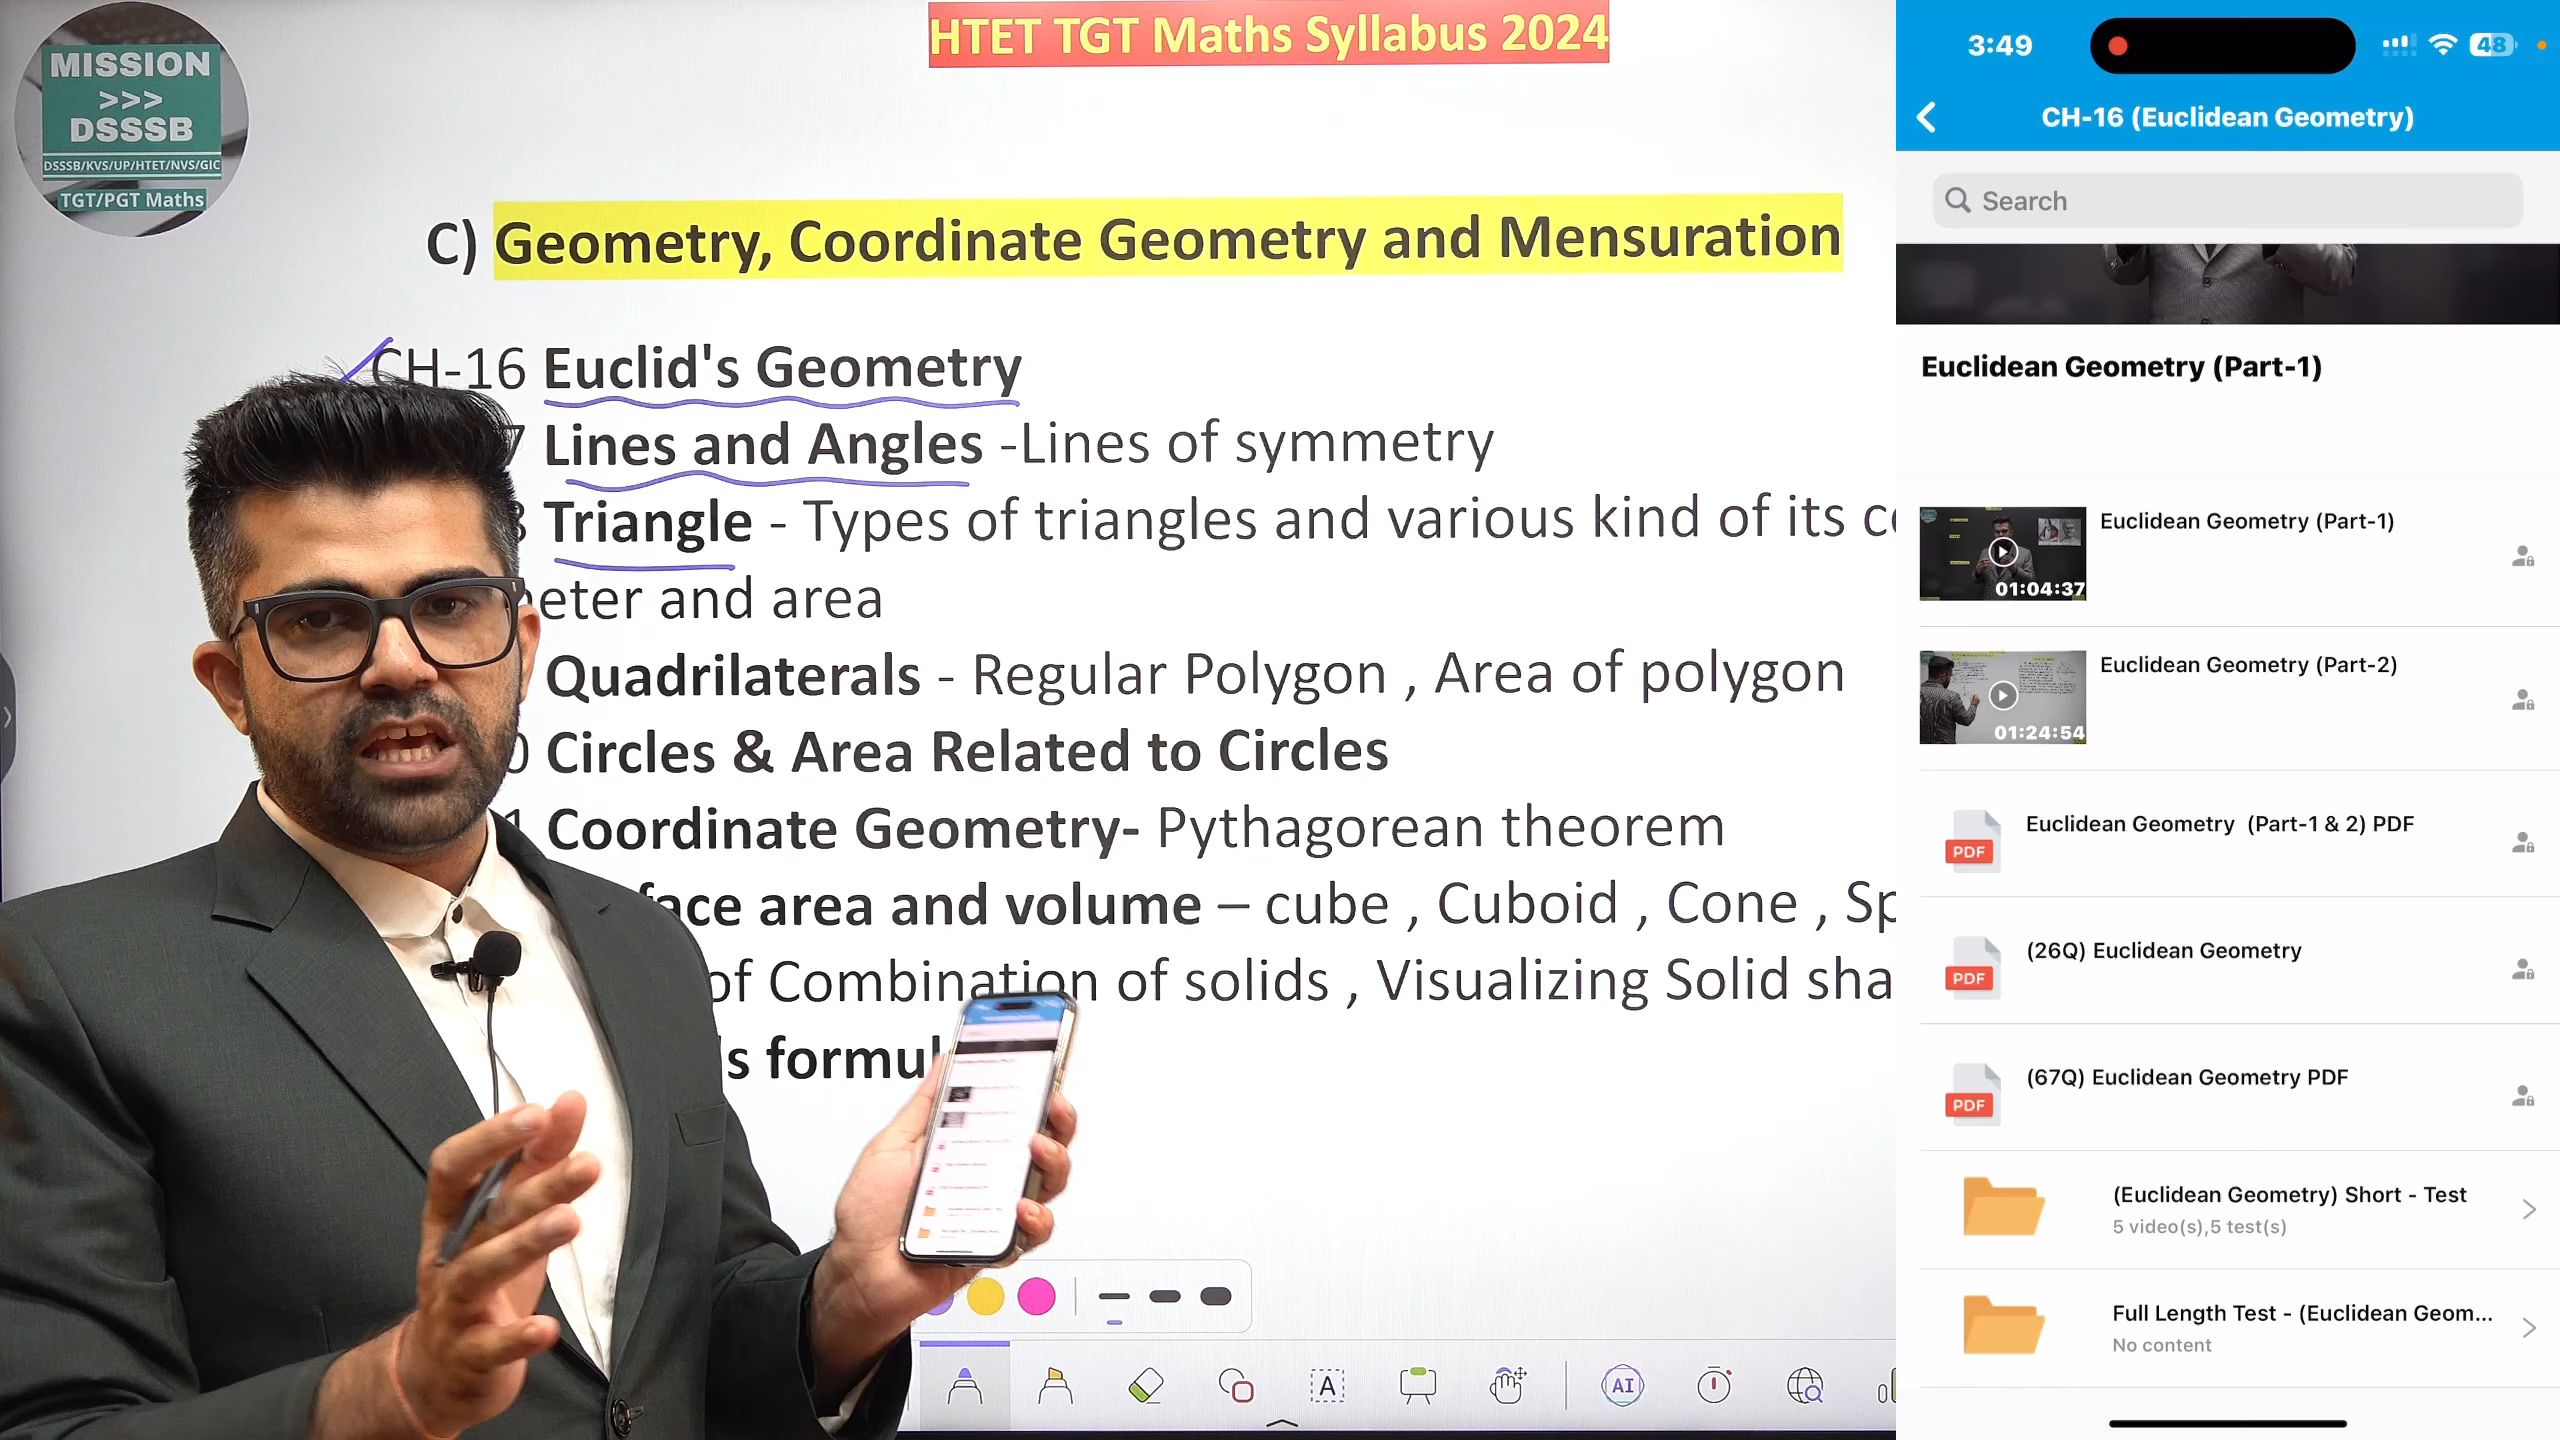 MISSION
>>>
DSSSB
DSSSB/KVS/UP/HTET/NVS/GIC
TGT/PGT Maths
HTET TGT Maths Syllabus 2024
C) Geometry, Coordinate Geometry and Mensuration
CH-16 Euclid's Geometry
7 Lines and Angles -Lines of symmetry
8 Triangle - Types of triangles and various kind of its
eter and area
Quadrilaterals - Regular Polygon , Area of polygon
0 Circles & Area Related to Circles
1 Coordinate Geometry- Pythagorean theorem
face area and volume – cube , Cuboid , Cone , Sp
of Combination of solids , Visualizing Solid sha
's formul
A
AI
3:49
48
CH-16 (Euclidean Geometry)
Search
Euclidean Geometry (Part-1)
Euclidean Geometry (Part-1)
01:04:37
Euclidean Geometry (Part-2)
01:24:54
Euclidean Geometry (Part-1 & 2) PDF
PDF
(26Q) Euclidean Geometry
PDF
(67Q) Euclidean Geometry PDF
PDF
(Euclidean Geometry) Short - Test
5 video(s),5 test(s)
Full Length Test - (Euclidean Geom...
No content